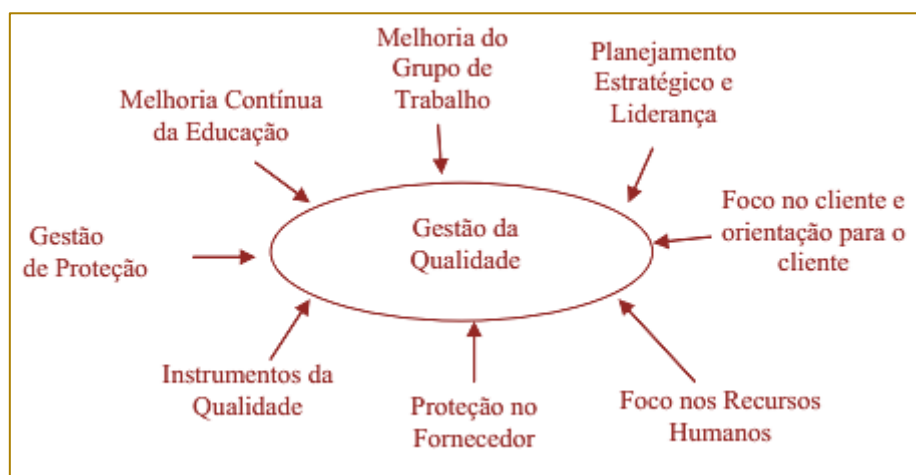 Melhoria do
Grupo de
Trabalho
Planejamento
Estratégico e
Liderança
Melhoria Contínua
da Educação
Foco no cliente e
orientação para o
cliente
Gestão da
Qualidade
Gestão
de Proteção
Instrumentos da
Qualidade
Proteção no
Fornecedor
Foco nos Recursos
Humanos